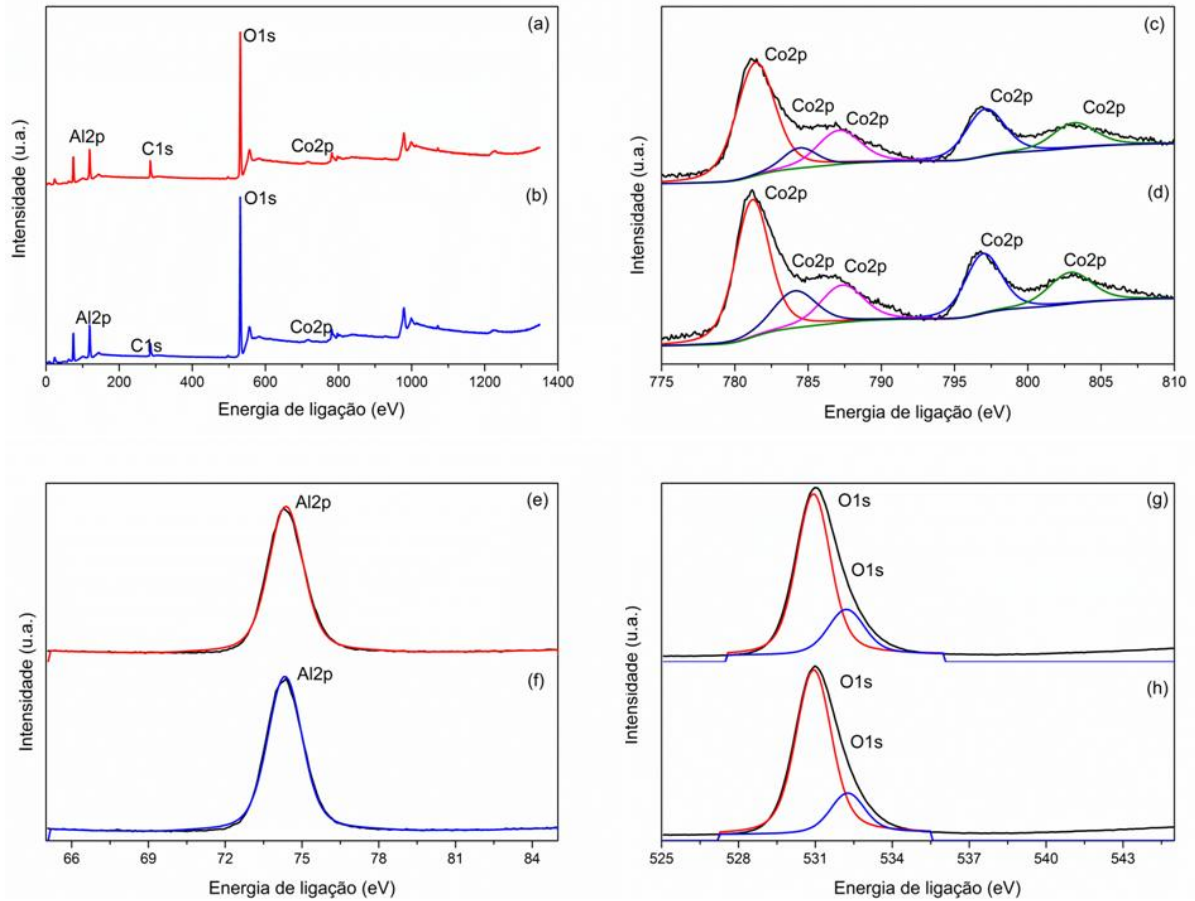 (a)
O1s
Al2p
C1s
Co2p
(b)
O1s
Al2p
C1s
Co2p
0 200 400 600 800 1000 1200 1400
Energia de ligação (eV)
Intensidade (u.a.)
(c)
Co2p
Co2p
Co2p
Co2p
Co2p
(d)
Co2p
Co2p
Co2p
Co2p
Co2p
775 780 785 790 795 800 805 810
Energia de ligação (eV)
Intensidade (u.a.)
(e)
Al2p
(f)
Al2p
66 69 72 75 78 81 84
Energia de ligação (eV)
Intensidade (u.a.)
(g)
O1s
O1s
(h)
O1s
O1s
525 528 531 534 537 540 543
Energia de ligação (eV)
Intensidade (u.a.)